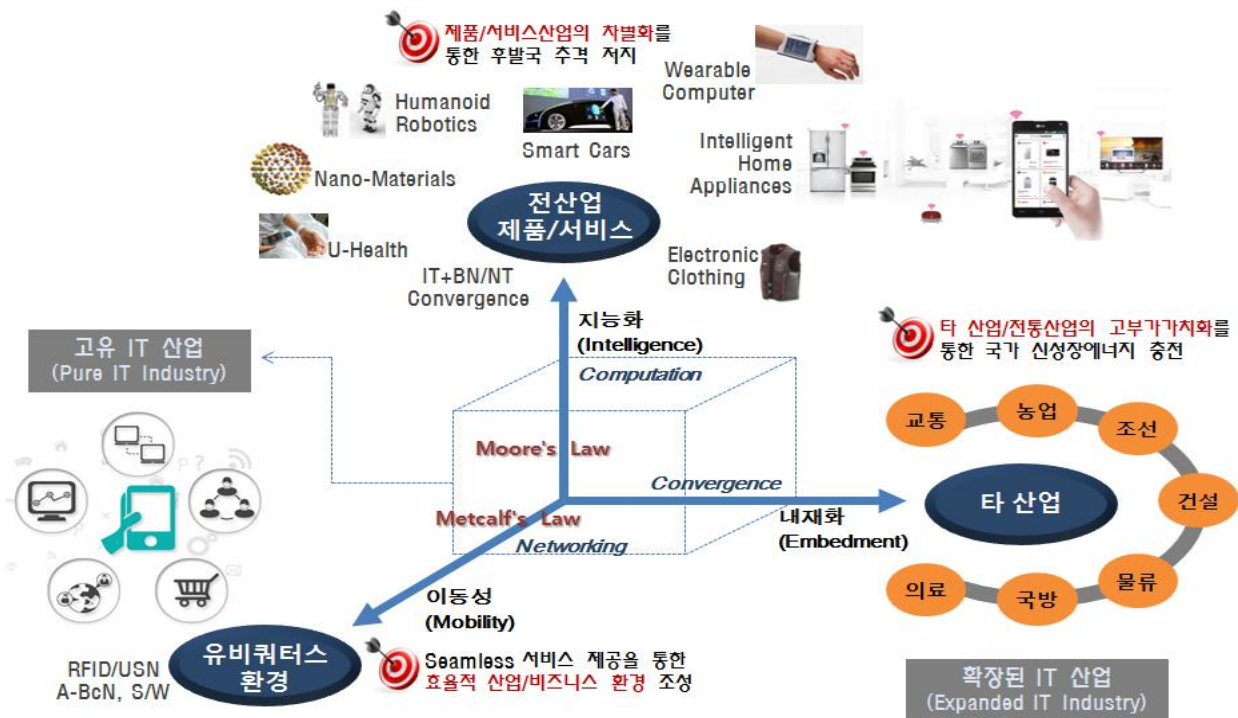 제품/서비스산업의 차별화를
통한 후발국 추격 저지
Wearable
Computer
Humanoid
Robotics
Smart Cars
Intelligent
Home
Appliances
Nano-Materials
전산업
제품/서비스
U-Health
Electronic
Clothing
IT+BN/NT
Convergence
지능화
(Intelligence)
고유 IT 산업
(Pure IT Industry)
타 산업/전통산업의 고부가가치화를
통한 국가 신성장에너지 충전
Computation
Moore's Law
Convergence
Metcalf's Law
Networking
내재화
(Embedment)
교통
농업
조선
건설
타 산업
물류
국방
의료
이동성
(Mobility)
유비쿼터스
환경
RFID/USN
A-BcN, S/W
Seamless 서비스 제공을 통한
효율적 산업/비즈니스 환경 조성
확장된 IT 산업
(Expanded IT Industry)